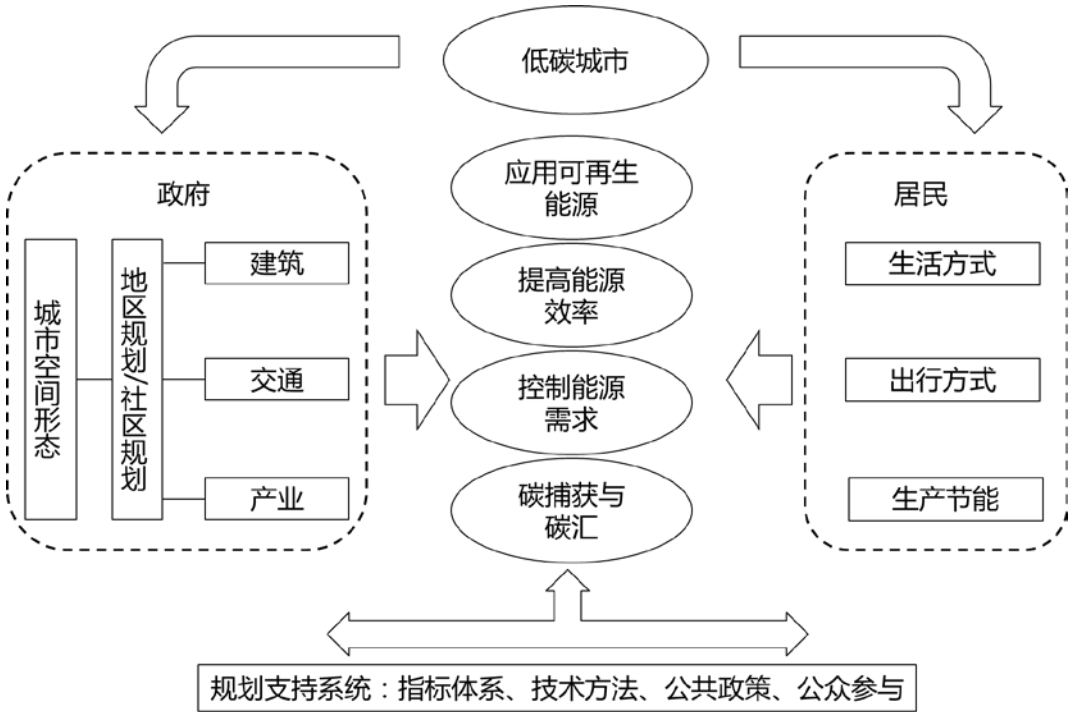 低碳城市
政府
城市空间形态
地区规划/社区规划
建筑
交通
产业
应用可再生
能源
提高能源
效率
控制能源
需求
碳捕获与
碳汇
居民
生活方式
出行方式
生产节能
规划支持系统：指标体系、技术方法、公共政策、公众参与